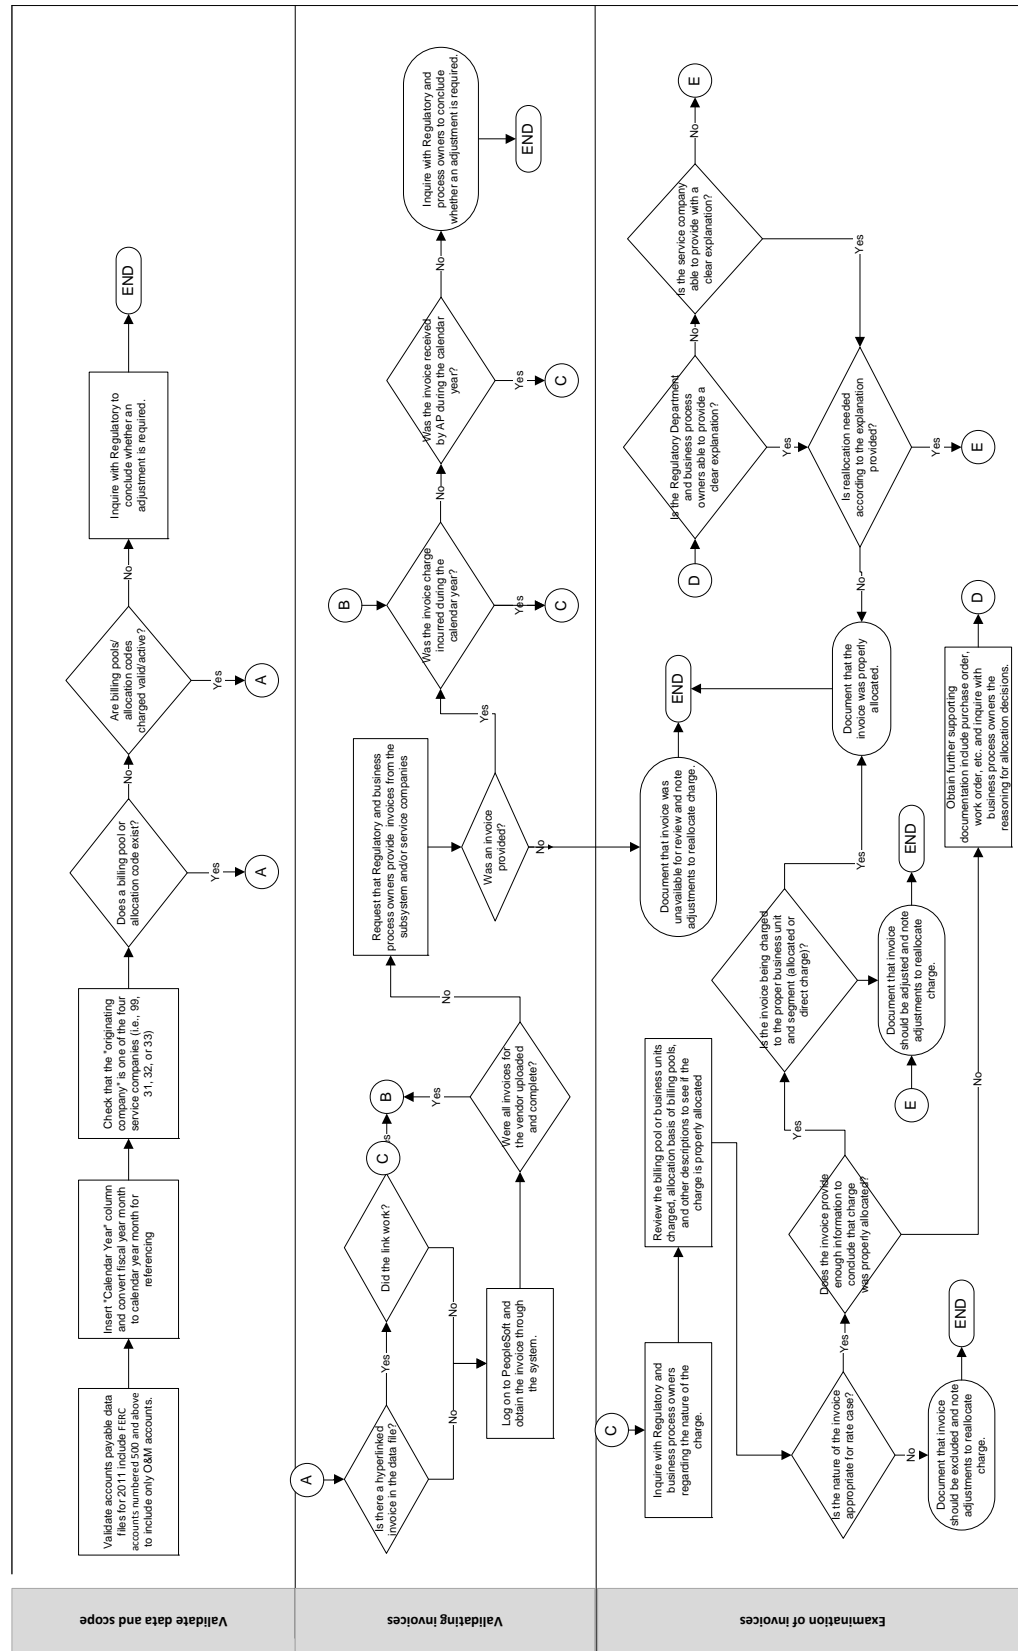 Validate data and scope
Validate accounts payable data
files for 2011 include FERC
accounts numbered 500 and above
to include only O&M accounts.
Insert "Calendar Year" column
and convert fiscal year month
to calendar year month for
referencing
Check that the "originating
company" is one of the four
service companies (i.e., 99,
31, 32, or 33)
Does a billing pool or
allocation code exist?
Yes
A
No
Are billing pools/
allocation codes
charged valid/active?
Yes
A
No
Inquire with Regulatory to
conclude whether an
adjustment is required.
END
Validating invoices
A
Is there a hyperlinked
invoice in the data file?
Yes
No
Did the link work?
s
C
B
No
Log on to PeopleSoft and
obtain the invoice through
the system.
Were all invoices for
the vendor uploaded
and complete?
Yes
No
Request that Regulatory and business
process owners provide invoices from the
subsystem and/or service companies
Was an invoice
provided?
Yes
No
B
Was the invoice charge
incurred during the
calendar year?
Yes
C
No
Was the invoice received
by AP during the calendar
year?
Yes
C
No
Inquire with Regulatory and
process owners to conclude
whether an adjustment is required.
END
Examination of invoices
C
Inquire with Regulatory and
business process owners
regarding the nature of the
charge.
Review the billing pool or business units
charged, allocation basis of billing pools,
and other descriptions to see if the
charge is properly allocated
Is the nature of the invoice
appropriate for rate case?
No
Document that invoice
should be excluded and note
adjustments to reallocate
charge.
END
Yes
Does the invoice provide
enough information to
conclude that charge
was properly allocated?
Yes
No
Is the invoice being charged
to the proper business unit
and segment (allocated or
direct charge)?
Yes
E
Document that invoice
should be adjusted and note
adjustments to reallocate
charge.
END
Document that invoice was
unavailable for review and note
adjustments to reallocate charge.
END
Document that the
invoice was properly
allocated.
Obtain further supporting
documentation include purchase order,
work order, etc. and inquire with
business process owners the
reasoning for allocation decisions.
D
D
Is the Regulatory Department
and business process
owners able to provide a
clear explanation?
No
Yes
Is the service company
able to provide with a
clear explanation?
No
E
Yes
Is reallocation needed
according to the explanation
provided?
No
Yes
E